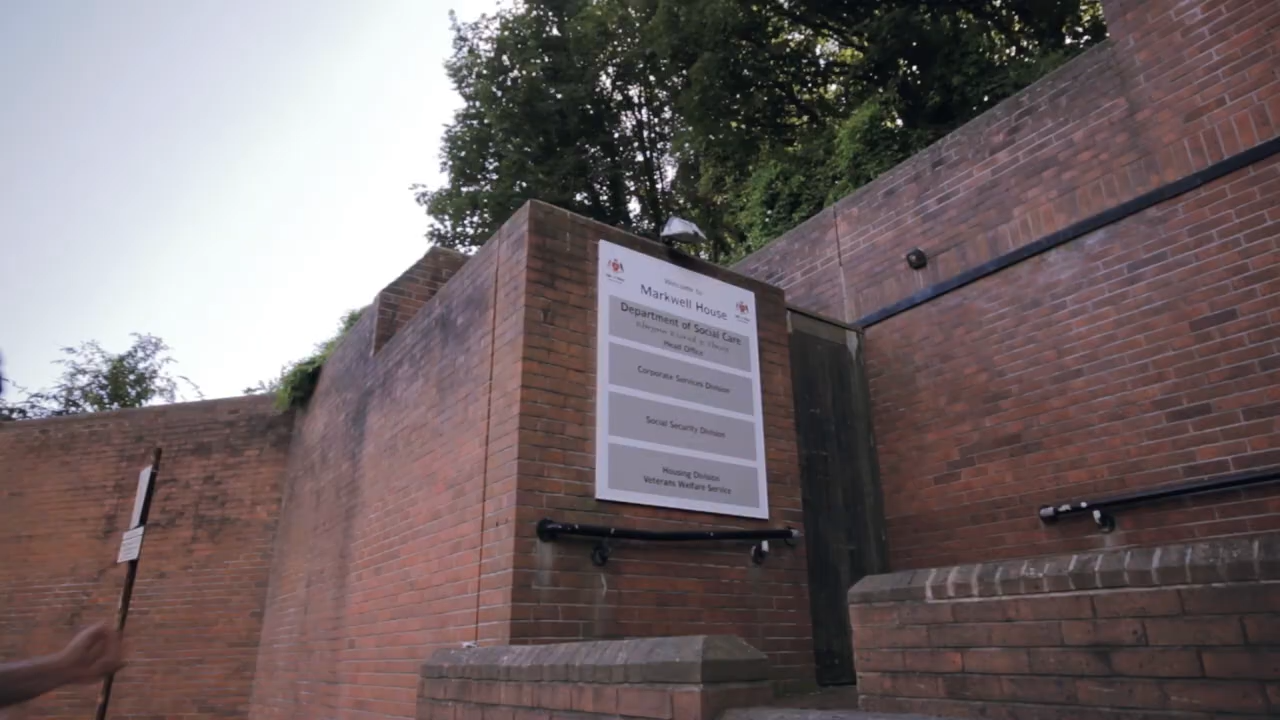 Welcome to
Markwell House
Department of Social Care
Head Office
Corporate Services Division
Social Security Division
Housing Division
Veterans Welfare Service